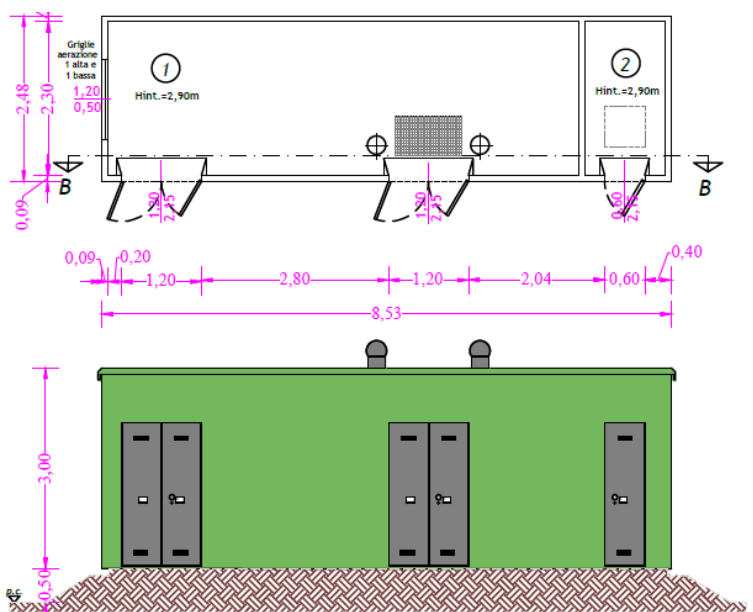 Griglie
aerazione
1 alta e
1 bassa
1,20
0,50
1
Hint.=2,90m
2
Hint.=2,90m
2,48
2,30
0,09
B
B
1,20
2,15
1,20
2,15
0,60
2,15
0,09
0,20
1,20
2,80
1,20
2,04
0,60
0,40
8,53
3,00
0,50
p.c.